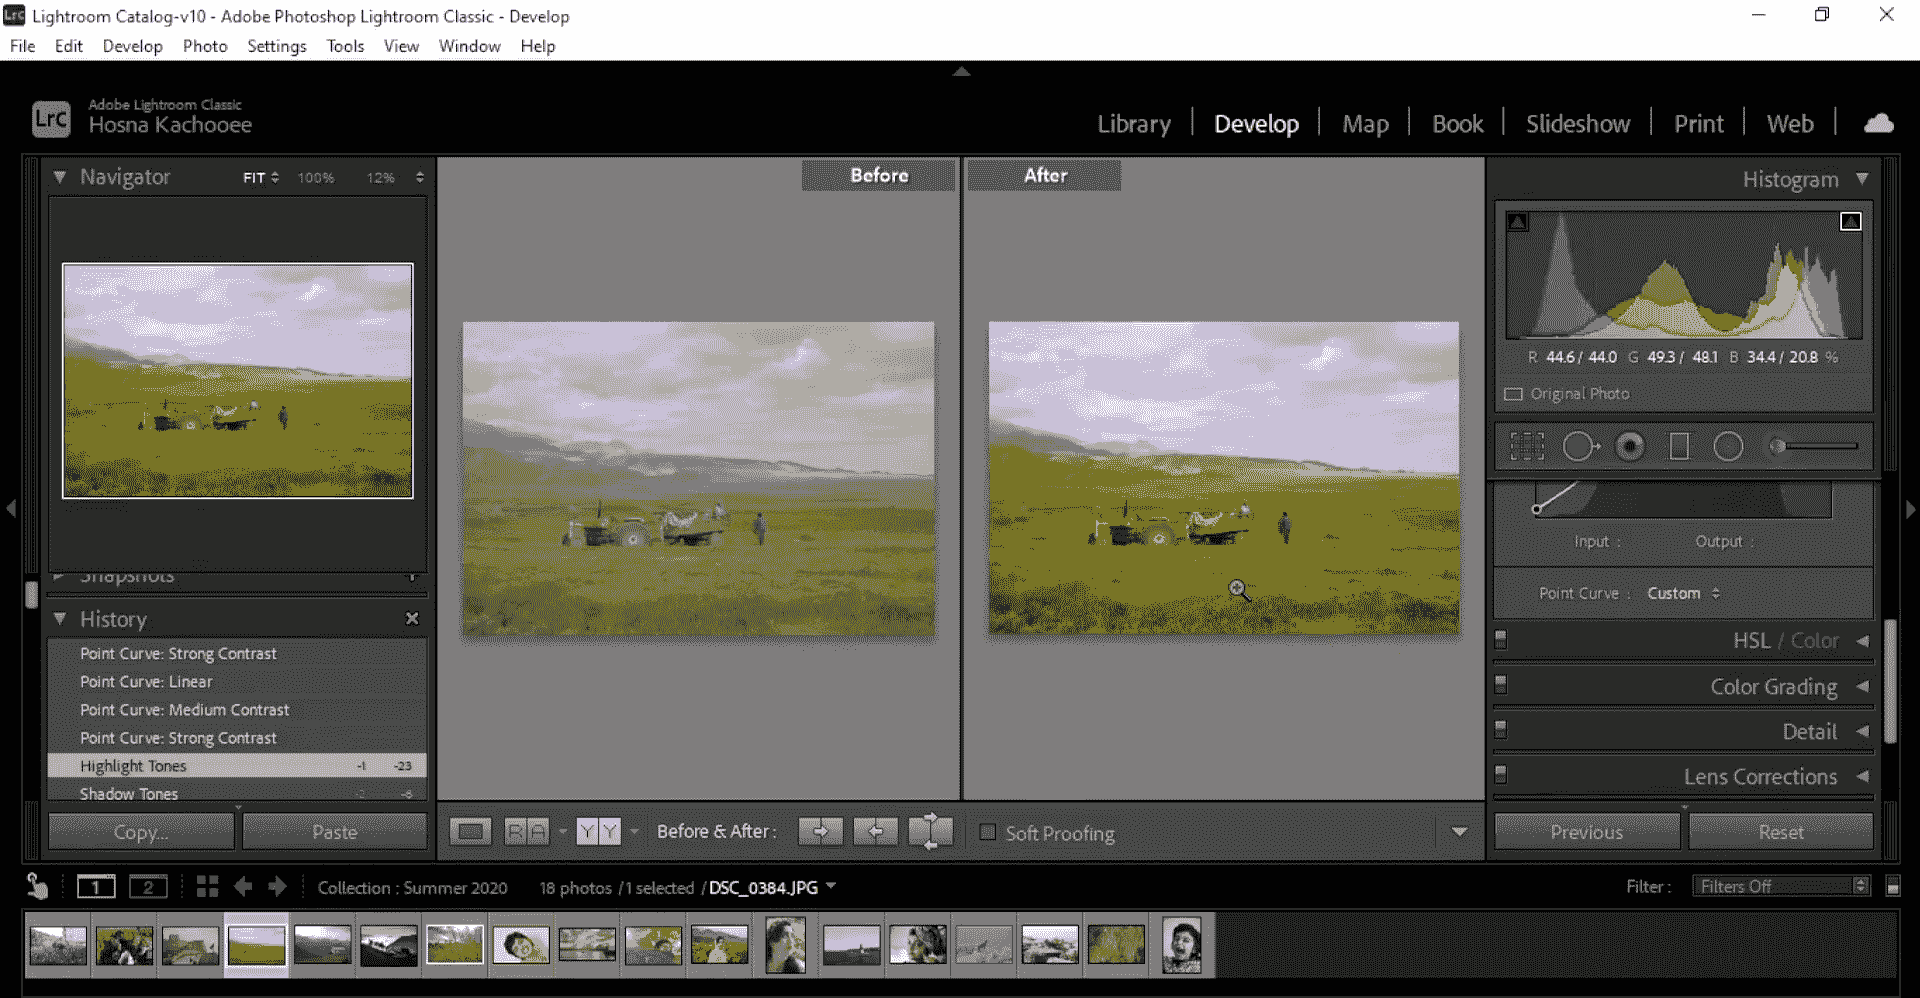 Lrc Lightroom Catalog-v10 - Adobe Photoshop Lightroom Classic - Develop
File Edit Develop Photo Settings Tools View Window Help
Lrc Adobe Lightroom Classic
Hosna Kachooee
Library Develop Map Book Slideshow Print Web
Navigator FIT 100% 12%
Before After
Histogram
R 44.6 / 44.0 G 49.3 / 48.1 B 34.4 / 20.8 %
Original Photo
Input : Output :
Point Curve : Custom
Snapshots
History
Point Curve: Strong Contrast
Point Curve: Linear
Point Curve: Medium Contrast
Point Curve: Strong Contrast
Highlight Tones -1 -23
Shadow Tones -2 -6
HSL / Color
Color Grading
Detail
Lens Corrections
Copy... Paste
R A Y Y Before & After : Soft Proofing
Previous Reset
1 2 Collection : Summer 2020 18 photos / 1 selected / DSC_0384.JPG
Filter : Filters Off